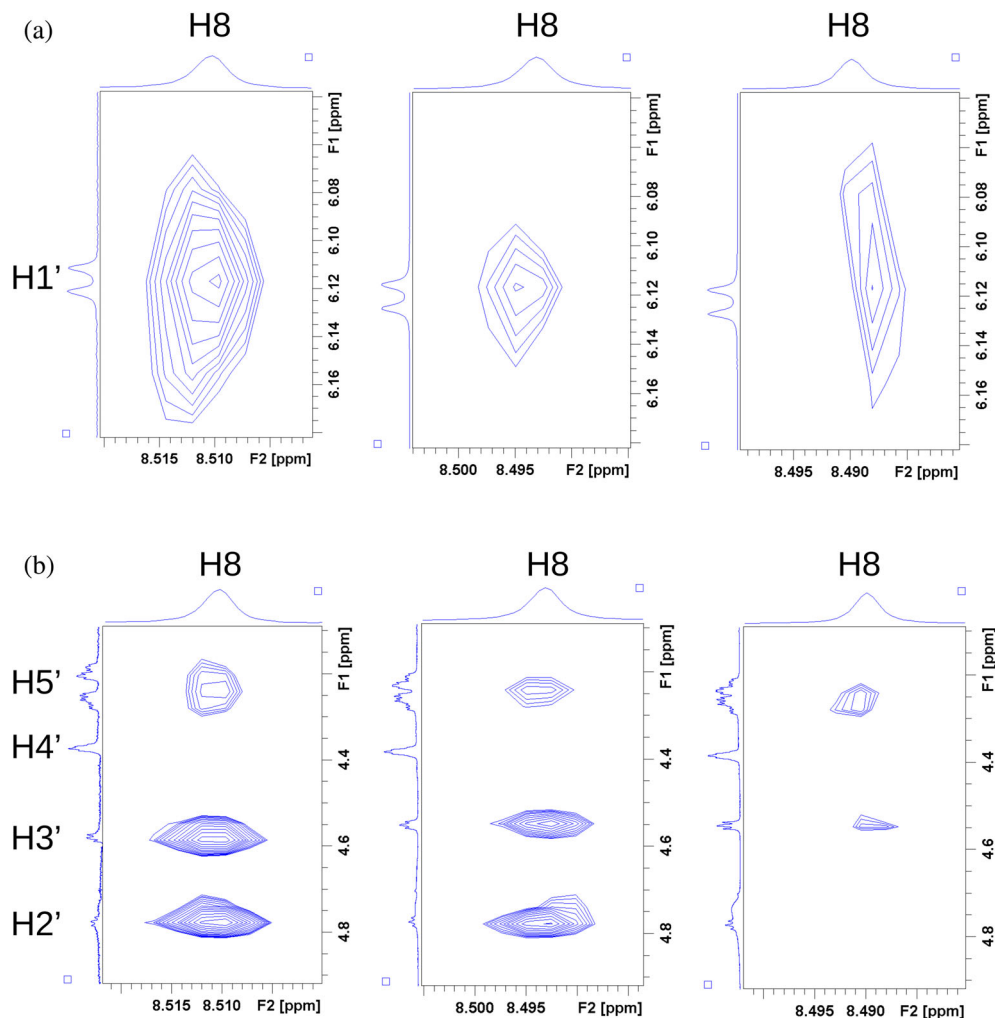 (a)
H8 H8 H8
F1 [ppm] F1 [ppm] F1 [ppm]
6.08 6.08 6.08
6.10 6.10 6.10
H1’
6.12 6.12 6.12
6.14 6.14 6.14
6.16 6.16 6.16
8.515 8.510 F2 [ppm] 8.500 8.495 F2 [ppm] 8.495 8.490 F2 [ppm]
(b)
H8 H8 H8
F1 [ppm] F1 [ppm] F1 [ppm]
H5’
H4’
4.4 4.4 4.4
H3’
4.6 4.6 4.6
H2’
4.8 4.8 4.8
8.515 8.510 F2 [ppm] 8.500 8.495 F2 [ppm] 8.495 8.490 F2 [ppm]